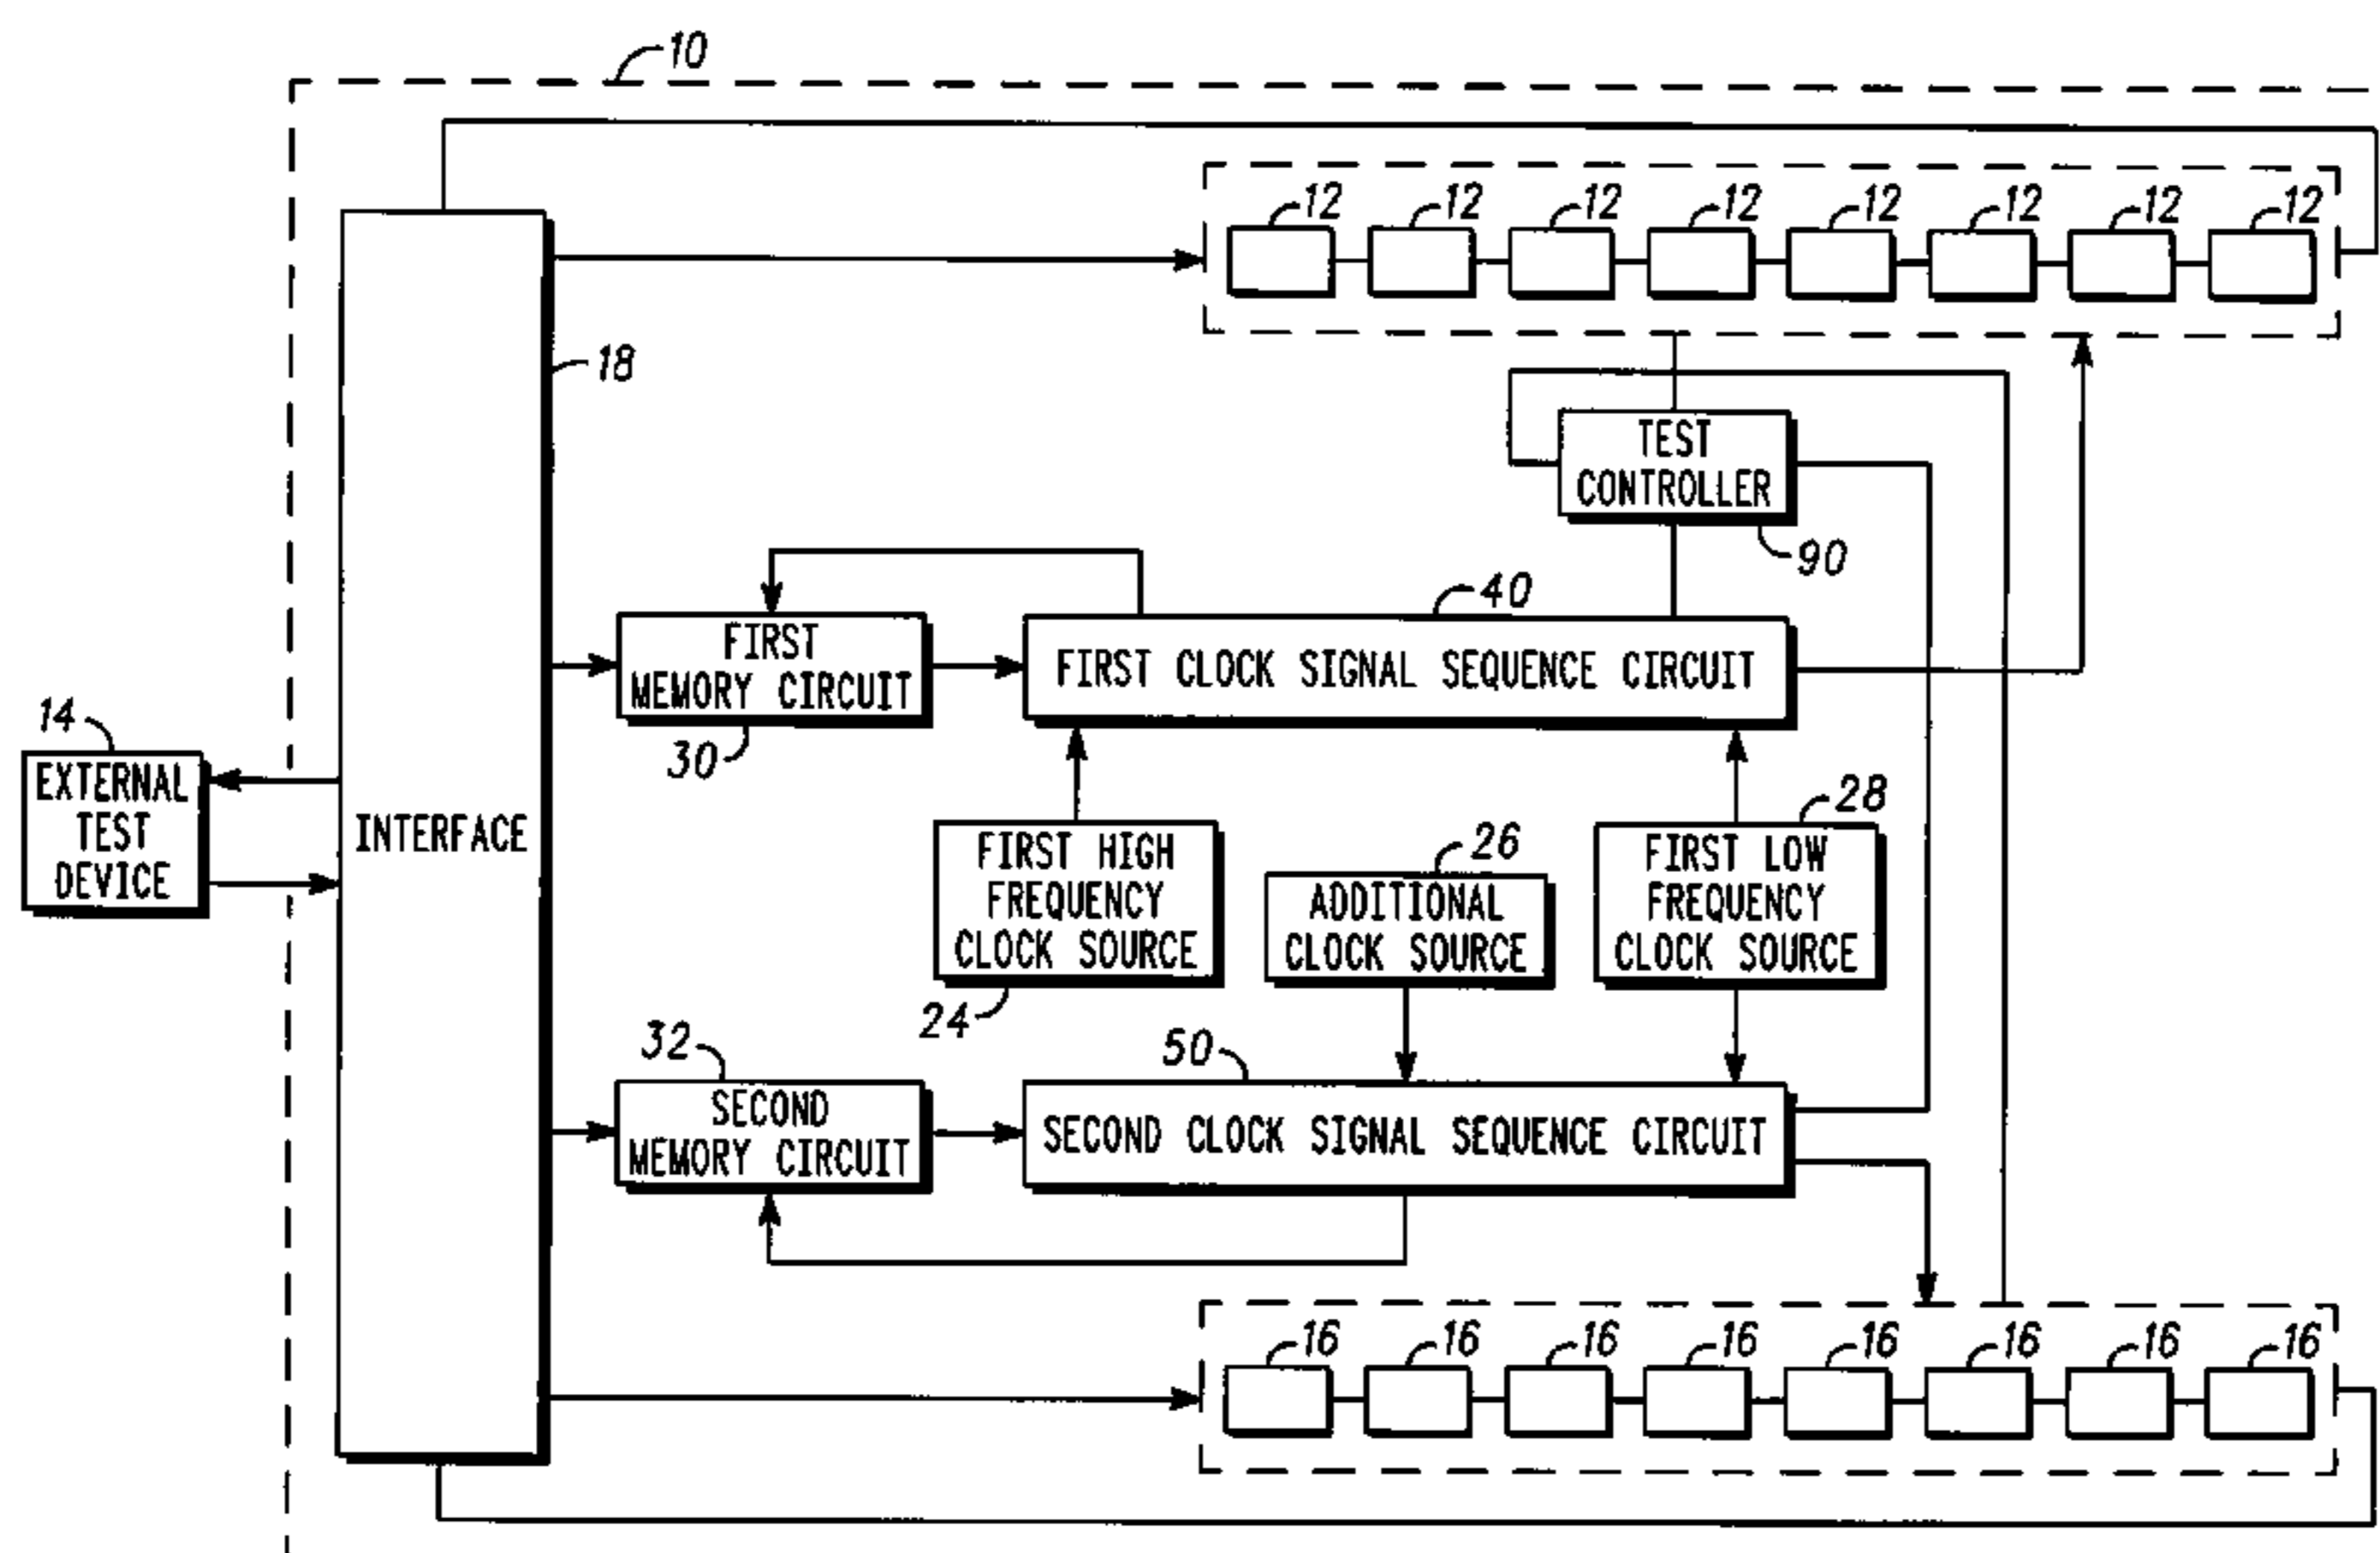 10
12 12 12 12 12 12 12 12
18
TEST
CONTROLLER
90
40
FIRST
MEMORY CIRCUIT
30
FIRST CLOCK SIGNAL SEQUENCE CIRCUIT
14
EXTERNAL
TEST
DEVICE
INTERFACE
FIRST HIGH
FREQUENCY
CLOCK SOURCE
24
26
ADDITIONAL
CLOCK SOURCE
28
FIRST LOW
FREQUENCY
CLOCK SOURCE
32
SECOND
MEMORY CIRCUIT
50
SECOND CLOCK SIGNAL SEQUENCE CIRCUIT
16 16 16 16 16 16 16 16